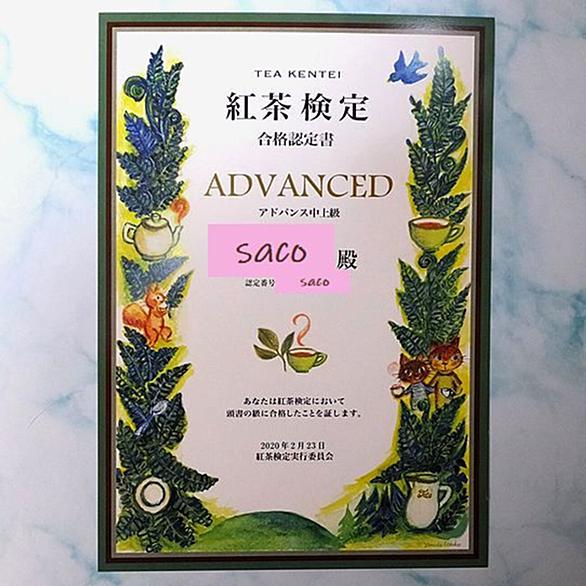 TEA KENTEI
紅茶検定
合格認定書
ADVANCED
アドバンス中上級
saco 殿
認定番号 saco
あなたは紅茶検定において
頭書の級に合格したことを証します。
2020年2月23日
紅茶検定実行委員会